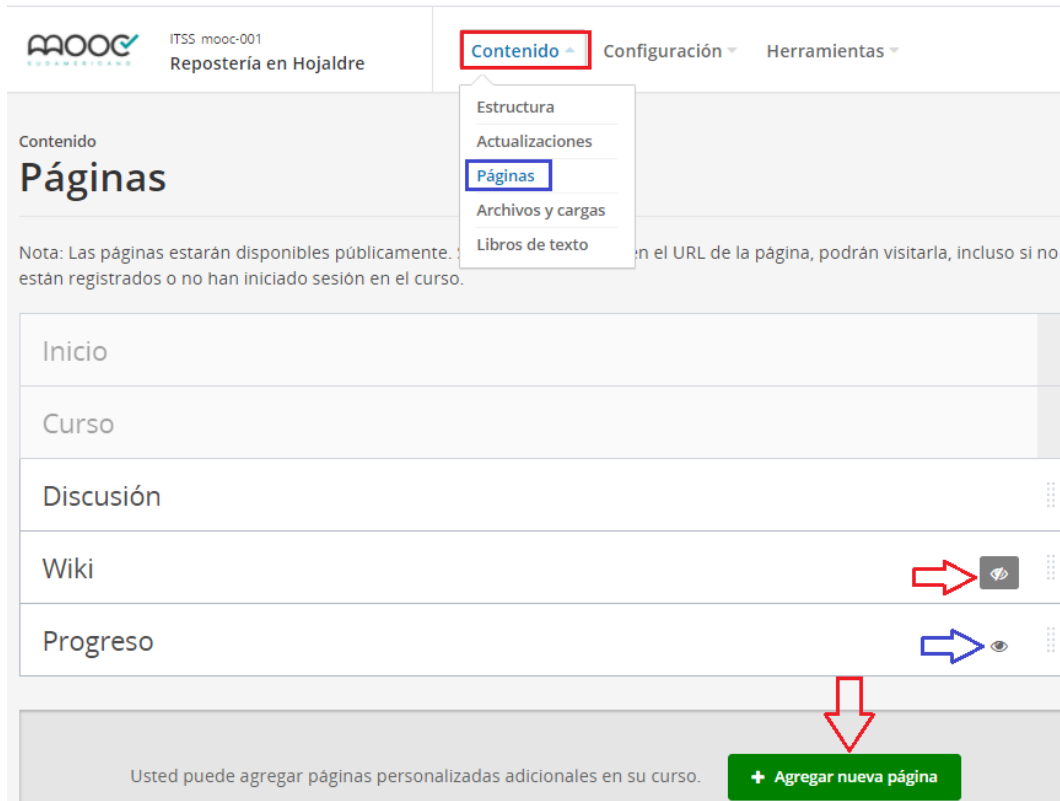 mooc
SUDAMERICANO
ITSS mooc-001
Repostería en Hojaldre
Contenido
Configuración
Herramientas
Estructura
Actualizaciones
Páginas
Archivos y cargas
Libros de texto
Contenido
Páginas
Nota: Las páginas estarán disponibles públicamente. en el URL de la página, podrán visitarla, incluso si no
están registrados o no han iniciado sesión en el curso.
Inicio
Curso
Discusión
Wiki
Progreso
Usted puede agregar páginas personalizadas adicionales en su curso.
+ Agregar nueva página